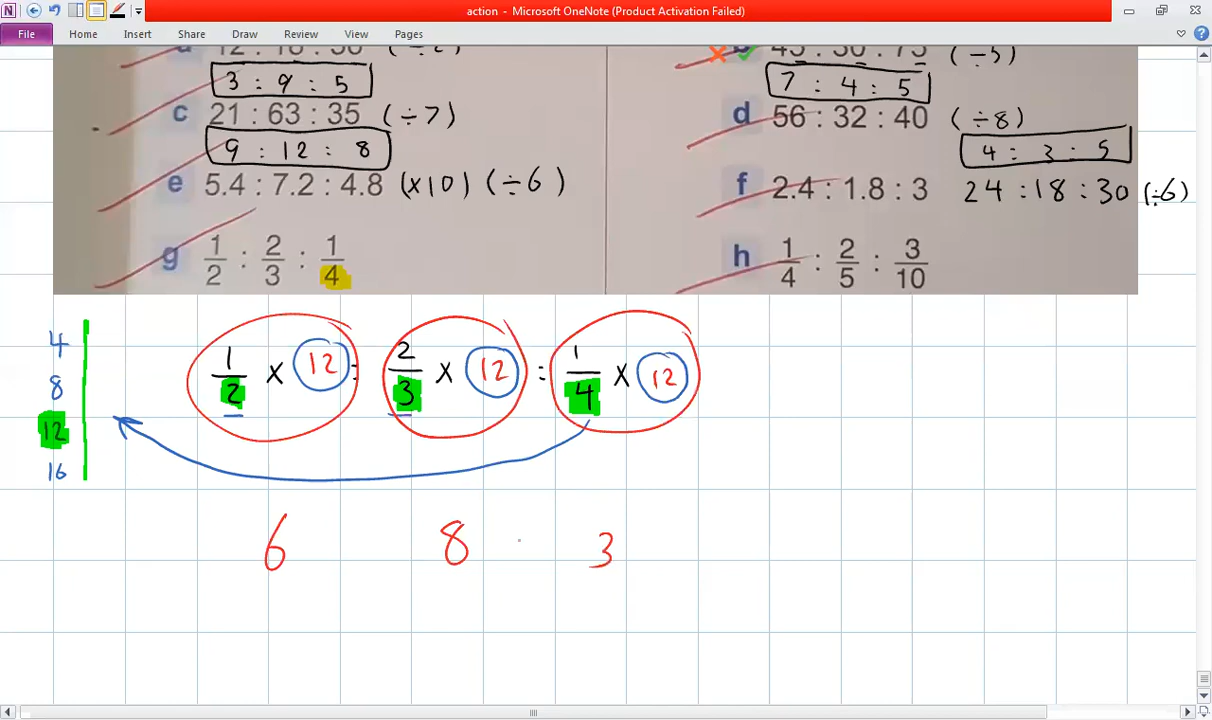 action - Microsoft OneNote (Product Activation Failed)
File Home Insert Share Draw Review View Pages
(÷5)
3 : 9 : 5
7 : 4 : 5
c 21 : 63 : 35 (÷7)
d 56 : 32 : 40 (÷8)
9 : 12 : 8
4 : 3 : 5
e 5.4 : 7.2 : 4.8 (×10) (÷6)
f 2.4 : 1.8 : 3 24 : 18 : 30 (÷6)
g 1/2 : 2/3 : 1/4
h 1/4 : 2/5 : 3/10
4
8
12
16
1/2 × 12 : 2/3 × 12 : 1/4 × 12
6 8 3